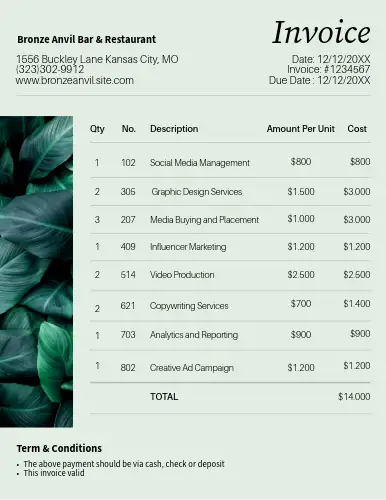 Invoice
Bronze Anvil Bar & Restaurant
1556 Buckley Lane Kansas City, MO
(323)302-9912
www.bronzeanvil.site.com
Date: 12/12/20XX
Invoice: #1234567
Due Date : 12/12/20XX
Qty No. Description Amount Per Unit Cost
1 102 Social Media Management $800 $800
2 305 Graphic Design Services $1.500 $3.000
3 207 Media Buying and Placement $1.000 $3.000
1 409 Influencer Marketing $1.200 $1.200
2 514 Video Production $2.500 $2.500
2 621 Copywriting Services $700 $1.400
1 703 Analytics and Reporting $900 $900
1 802 Creative Ad Campaign $1.200 $1.200
TOTAL $14.000
Term & Conditions
• The above payment should be via cash, check or deposit
• This invoice valid